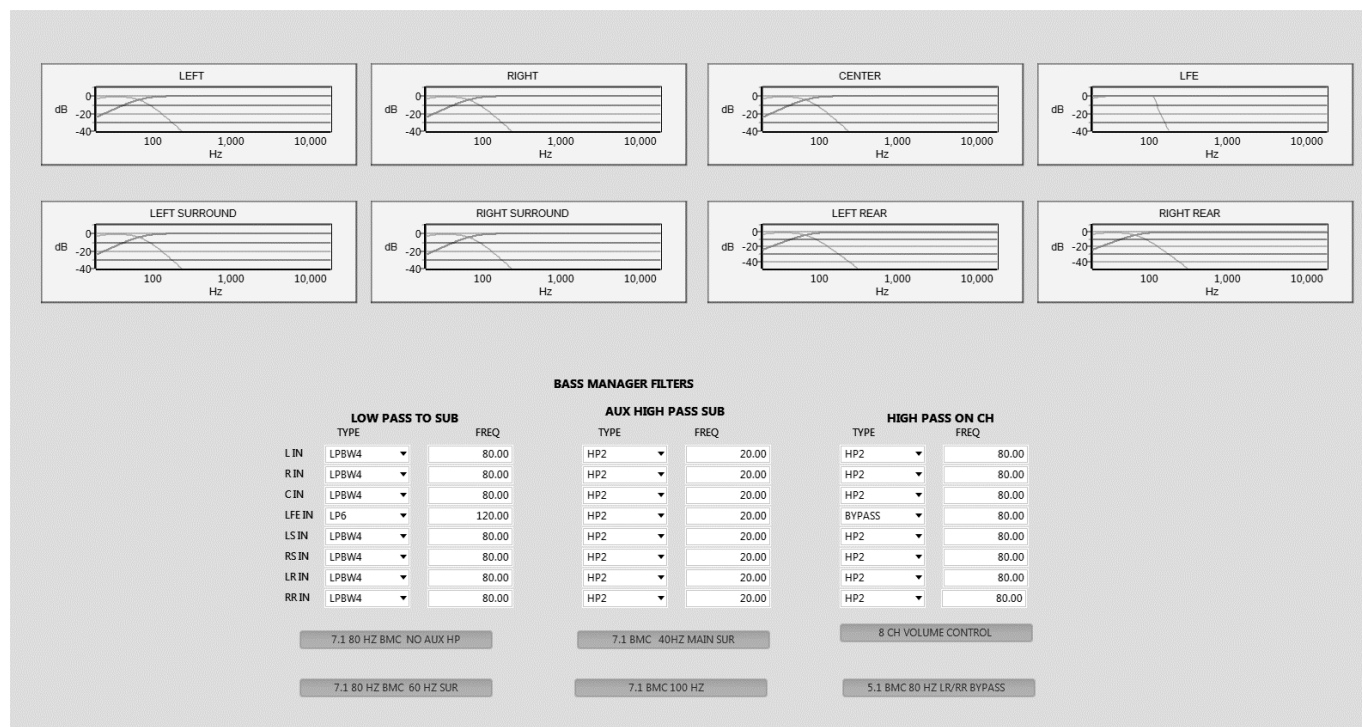 LEFT RIGHT CENTER LFE
dB 0 -20 -40 dB 0 -20 -40 dB 0 -20 -40 dB 0 -20 -40
100 1,000 10,000 100 1,000 10,000 100 1,000 10,000 100 1,000 10,000
Hz Hz Hz Hz
LEFT SURROUND RIGHT SURROUND LEFT REAR RIGHT REAR
dB 0 -20 -40 dB 0 -20 -40 dB 0 -20 -40 dB 0 -20 -40
100 1,000 10,000 100 1,000 10,000 100 1,000 10,000 100 1,000 10,000
Hz Hz Hz Hz
BASS MANAGER FILTERS
LOW PASS TO SUB AUX HIGH PASS SUB HIGH PASS ON CH
TYPE FREQ TYPE FREQ TYPE FREQ
L IN LPBW4 80.00 HP2 20.00 HP2 80.00
R IN LPBW4 80.00 HP2 20.00 HP2 80.00
C IN LPBW4 80.00 HP2 20.00 HP2 80.00
LFE IN LP6 120.00 HP2 20.00 BYPASS 80.00
LS IN LPBW4 80.00 HP2 20.00 HP2 80.00
RS IN LPBW4 80.00 HP2 20.00 HP2 80.00
LR IN LPBW4 80.00 HP2 20.00 HP2 80.00
RR IN LPBW4 80.00 HP2 20.00 HP2 80.00
7.1 80 HZ BMC NO AUX HP 7.1 BMC 40HZ MAIN SUR 8 CH VOLUME CONTROL
7.1 80 HZ BMC 60 HZ SUR 7.1 BMC 100 HZ 5.1 BMC 80 HZ LR/RR BYPASS